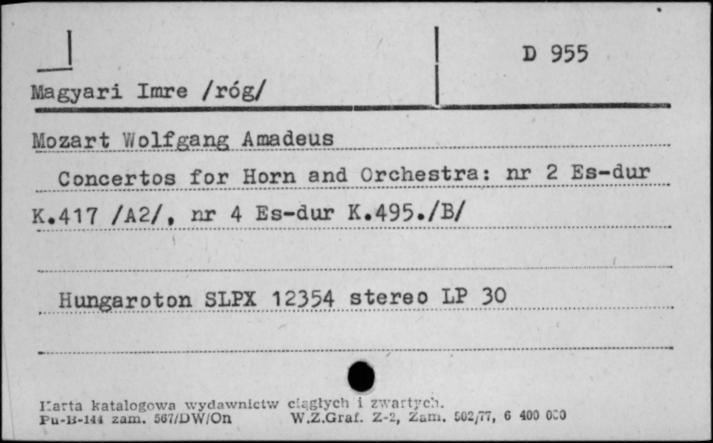 D 955
Magyari Imre /róg/
Mozart Wolfgang Amadeus
Concertos for Horn and Orchestra: nr 2 Es-dur
K.417 /A2/, nr 4 Es-dur K.495./B/
Hungaroton SLPX 12354 stereo LP 30
Karta katalogowa wydawnictw ciągłych i zwartych.
Pu-B-144 zam. 567/DW/On W.Z.Graf. Z-2, Zam. 502/77, 6 400 000